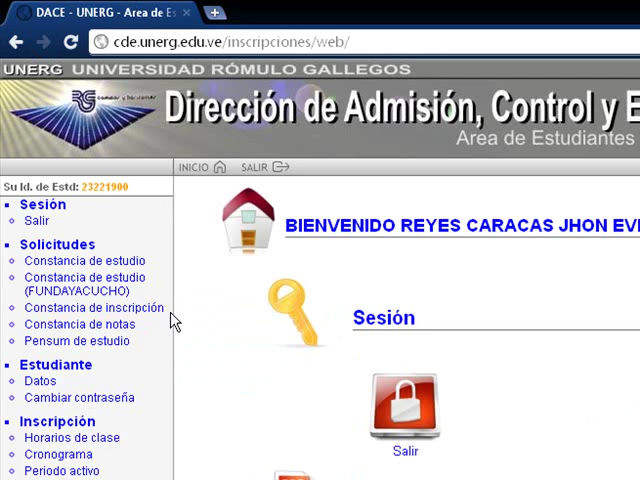 DACE - UNERG - Area de Es
cde.unerg.edu.ve/inscripciones/web/
UNERG UNIVERSIDAD RÓMULO GALLEGOS
Dirección de Admisión, Control y E
Area de Estudiantes
INICIO SALIR
Su Id. de Estd: 23221900
Sesión
Salir
Solicitudes
Constancia de estudio
Constancia de estudio
(FUNDAYACUCHO)
Constancia de inscripción
Constancia de notas
Pensum de estudio
Estudiante
Datos
Cambiar contraseña
Inscripción
Horarios de clase
Cronograma
Periodo activo
BIENVENIDO REYES CARACAS JHON EV
Sesión
Salir